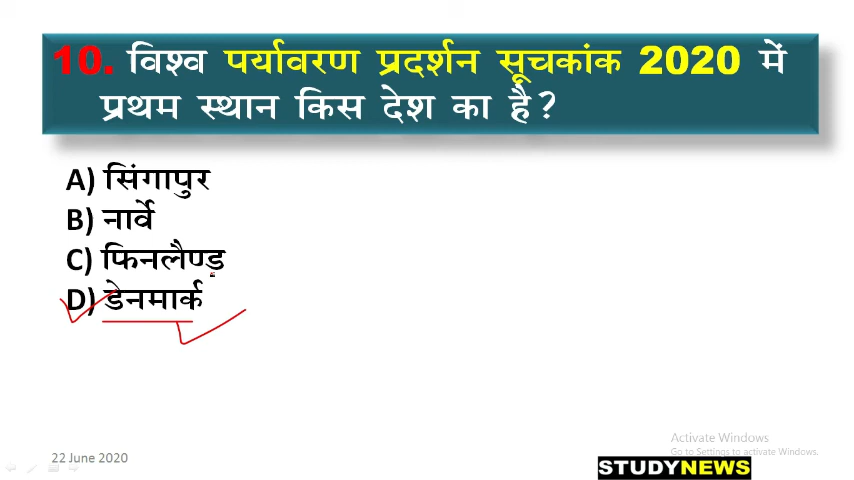 10. विश्व पर्यावरण प्रदर्शन सूचकांक 2020 में
प्रथम स्थान किस देश का है?
A) सिंगापुर
B) नार्वे
C) फिनलैण्ड़
D) डेनमार्क
22 June 2020
Activate Windows
Go to Settings to activate Windows.
STUDYNEWS